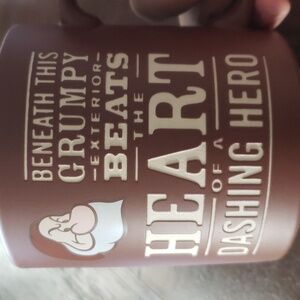 BENEATH THIS
GRUMPY
EXTERIOR
BEATS
THE
HEART
OF A
DASHING HERO